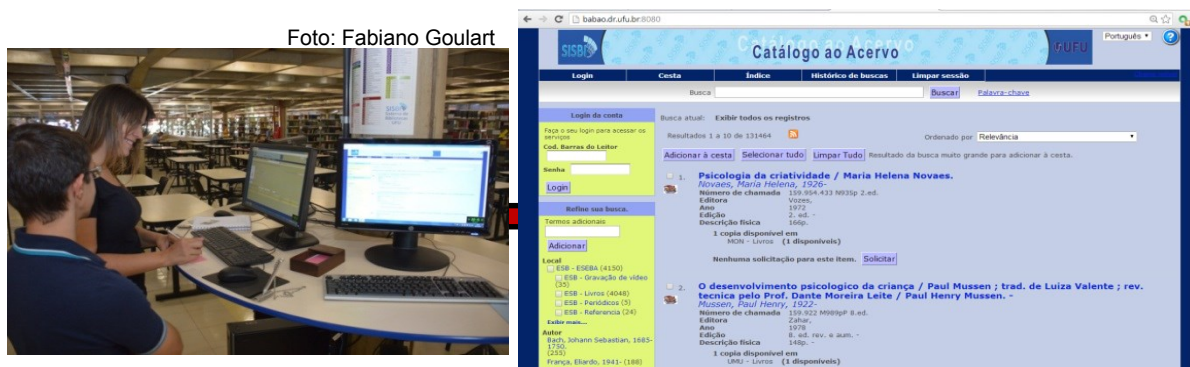 Foto: Fabiano Goulart
babao.dr.ufu.br:8080
SISBI
Catálogo ao Acervo
UFU
Português
?
Login Cesta Índice Histórico de buscas Limpar sessão
Busca Buscar Palavra-chave
Login da conta
Faça o seu login para acessar os
serviços
Cod. Barras do Leitor
Senha
Login
Refine sua busca.
Termos adicionais
Adicionar
Local
ESB - ESEBA (4150)
ESB - Gravação de vídeo
(35)
ESB - Livros (4048)
ESB - Periódicos (3)
ESB - Referencia (24)
Exibir mais...
Autor
Bach, Johann Sebastian, 1685-
1750.
(253)
França, Eliardo, 1941- (188)
Busca atual: Exibir todos os registros
Resultados 1 a 10 de 131464
Ordenado por Relevância
Adicionar à cesta Selecionar tudo Limpar Tudo Resultado da busca muito grande para adicionar à cesta.
1. Psicologia da criatividade / Maria Helena Novaes.
Novaes, Maria Helena, 1926-
Número de chamada 159.954.433 N935p 2.ed.
Editora Vozes,
Ano 1972
Edição 2. ed. -
Descrição física 166p.
1 copia disponível em
MON - Livros (1 disponíveis)
Nenhuma solicitação para este item. Solicitar
2. O desenvolvimento psicologico da criança / Paul Mussen ; trad. de Luiza Valente ; rev.
tecnica pelo Prof. Dante Moreira Leite / Paul Henry Mussen. -
Mussen, Paul Henry, 1922-
Número de chamada 159.922 M989pP 8.ed.
Editora Zahar,
Ano 1978
Edição 8. ed. rev. e aum. -
Descrição física 148p. -
1 copia disponível em
UMU - Livros (1 disponíveis)